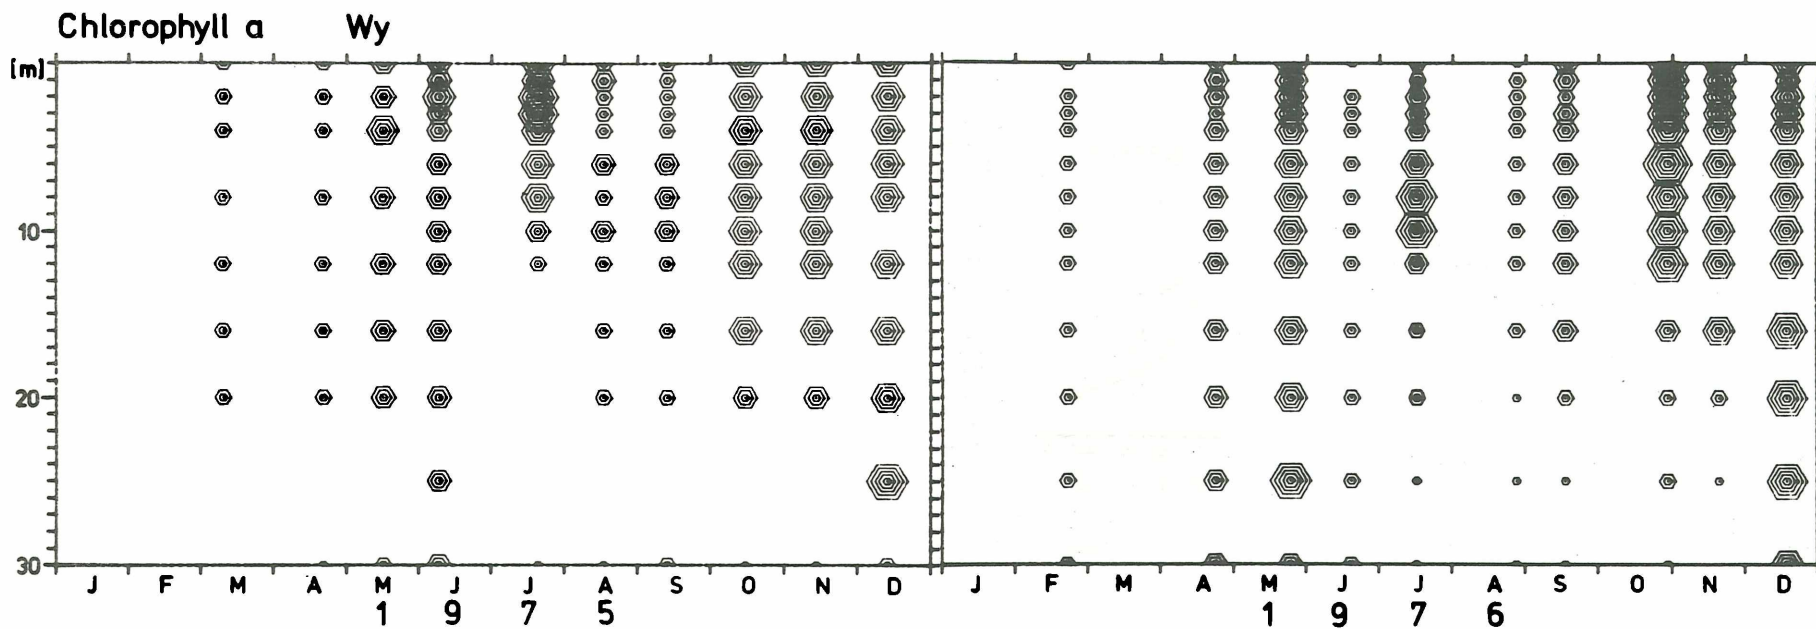 Chlorophyll a Wy
[m]
10
20
30
J F M A M J J A S O N D J F M A M J J A S O N D
1 9 7 5 1 9 7 6